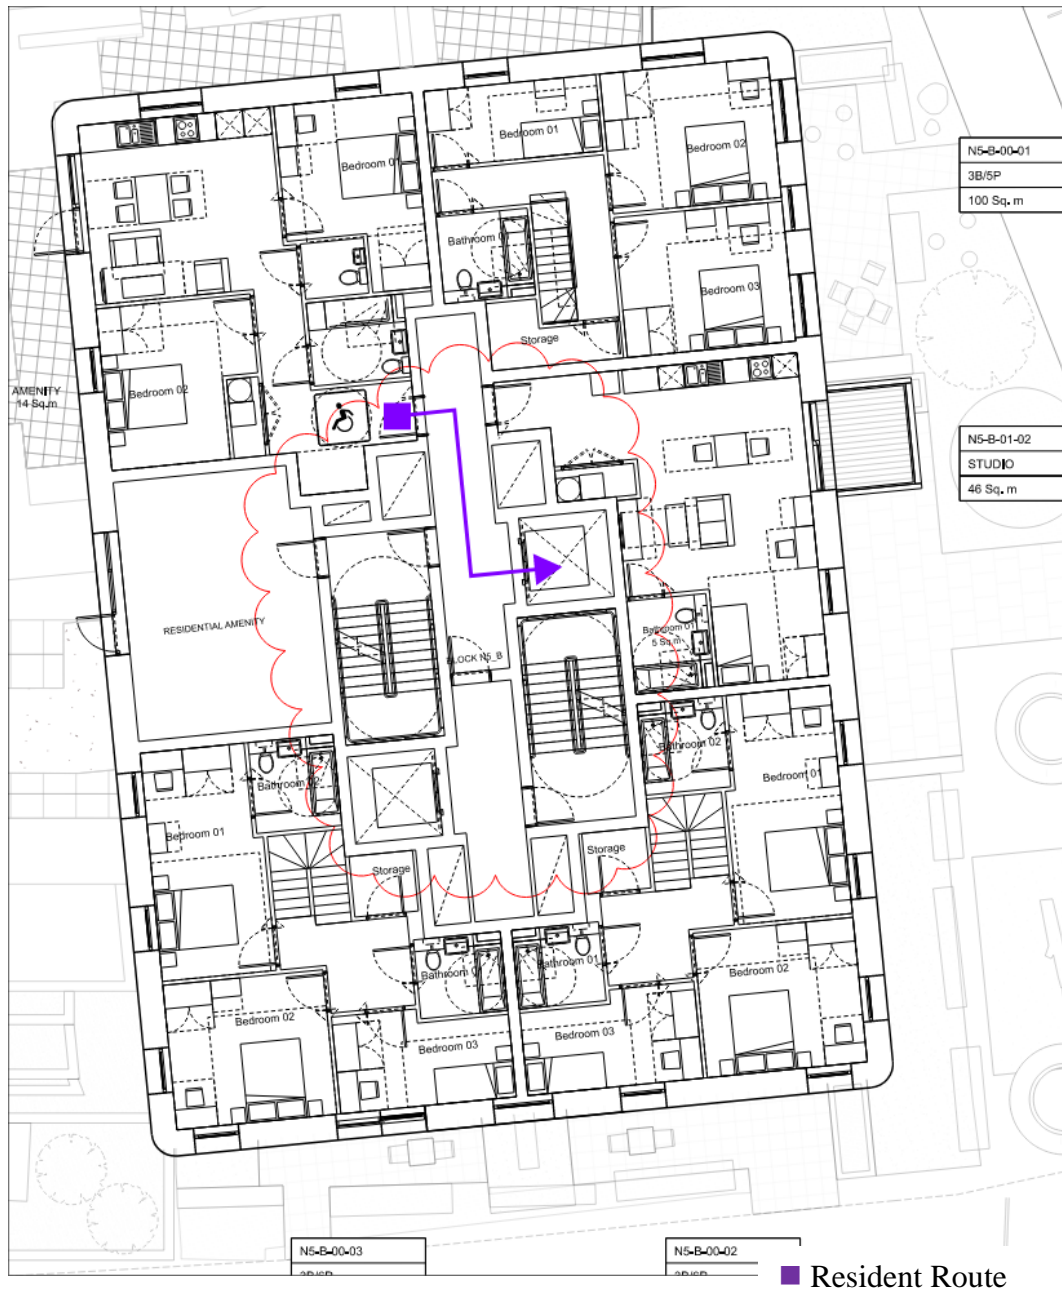 Bedroom 01
Bedroom 02
N5-B-00-01
3B/5P
100 Sq. m
Bedroom 01
Bathroom 0
Bedroom 03
Storage
AMENITY
14 Sq.m
Bedroom 02
N5-B-01-02
STUDIO
46 Sq. m
RESIDENTIAL AMENITY
Bathroom 01
5 Sq.m
BLOCK N5_B
Bathroom 02
Bedroom 01
Bathroom 02
Bedroom 01
Storage
Storage
Bathroom 0
Bathroom 01
Bedroom 02
Bedroom 02
Bedroom 03
Bedroom 03
N5-B-00-03
N5-B-00-02
Resident Route